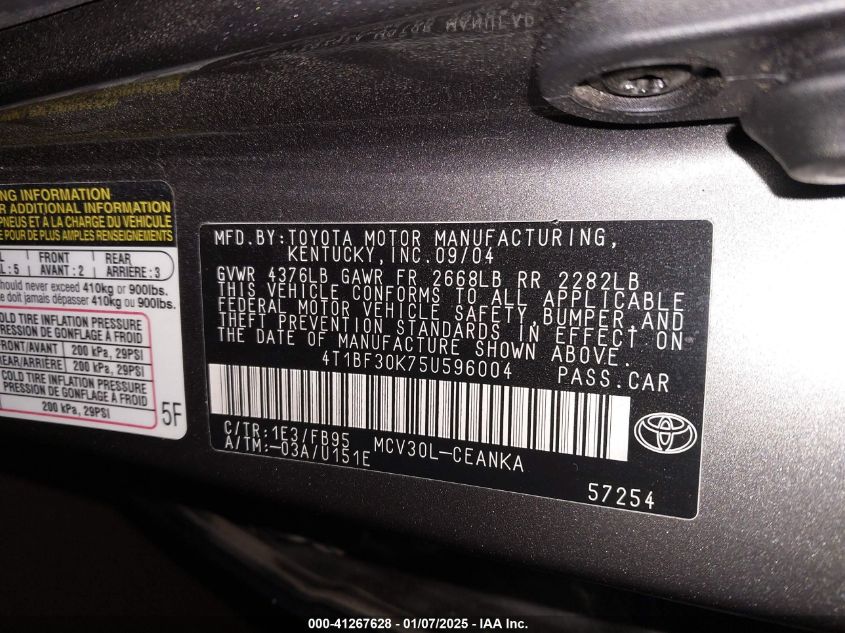 NG INFORMATION
R ADDITIONAL INFORMATION
PNEUS ET À LA CHARGE DU VÉHICULE
POUR DE PLUS AMPLES RENSEIGNEMENTS
FRONT REAR
:5 AVANT : 2 ARRIÈRE : 3
hould never exceed 410kg or 900lbs.
e doit jamais dépasser 410kg ou 900lbs.
COLD TIRE INFLATION PRESSURE
PRESSION DE GONFLAGE À FROID
FRONT/AVANT 200 kPa, 29PSI
REAR/ARRIÈRE 200 kPa, 29PSI
COLD TIRE INFLATION PRESSURE
PRESSION DE GONFLAGE À FROID
200 kPa, 29PSI
5F
MFD.BY:TOYOTA MOTOR MANUFACTURING,
KENTUCKY,INC.09/04
GVWR 4376LB GAWR FR 2668LB RR 2282LB
THIS VEHICLE CONFORMS TO ALL APPLICABLE
FEDERAL MOTOR VEHICLE SAFETY, BUMPER,AND
THEFT PREVENTION STANDARDS IN EFFECT ON
THE DATE OF MANUFACTURE SHOWN ABOVE.
4T1BF30K75U596004 PASS.CAR
C/TR:1E3/FB95 MCV30L-CEANKA
A/TM:-03A/U151E
57254
000-41267628 - 01/07/2025 - IAA Inc.